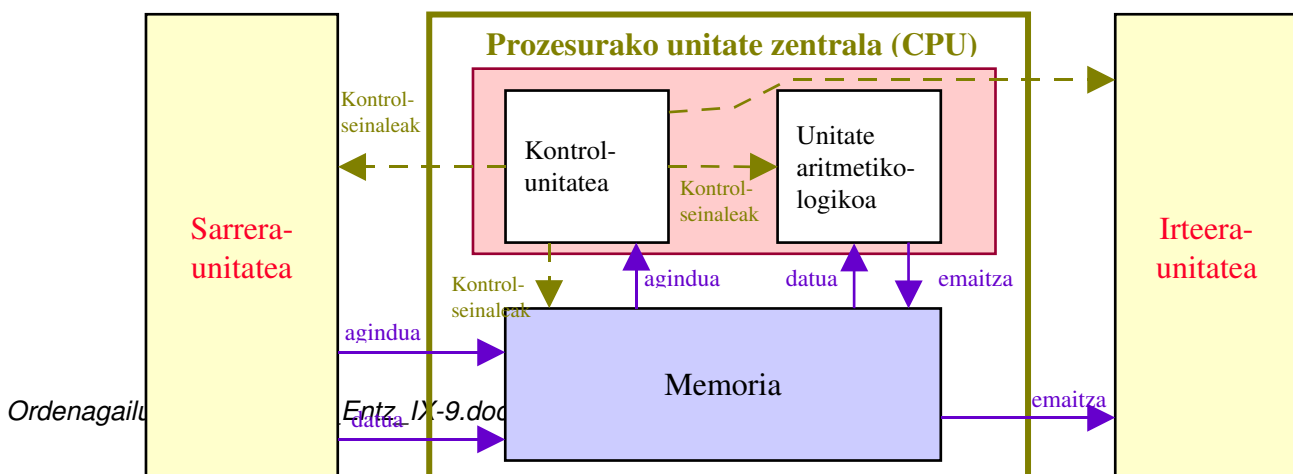 Prozesurako unitate zentrala (CPU)
Kontrol-
seinaleak
Kontrol-
unitatea
Unitate
aritmetiko-
logikoa
Kontrol-
seinaleak
Sarrera-
unitatea
Irteera-
unitatea
Kontrol-
seinaleak
agindua
datua
emaitza
agindua
Memoria
emaitza
datua
Entz_IX-9.doc